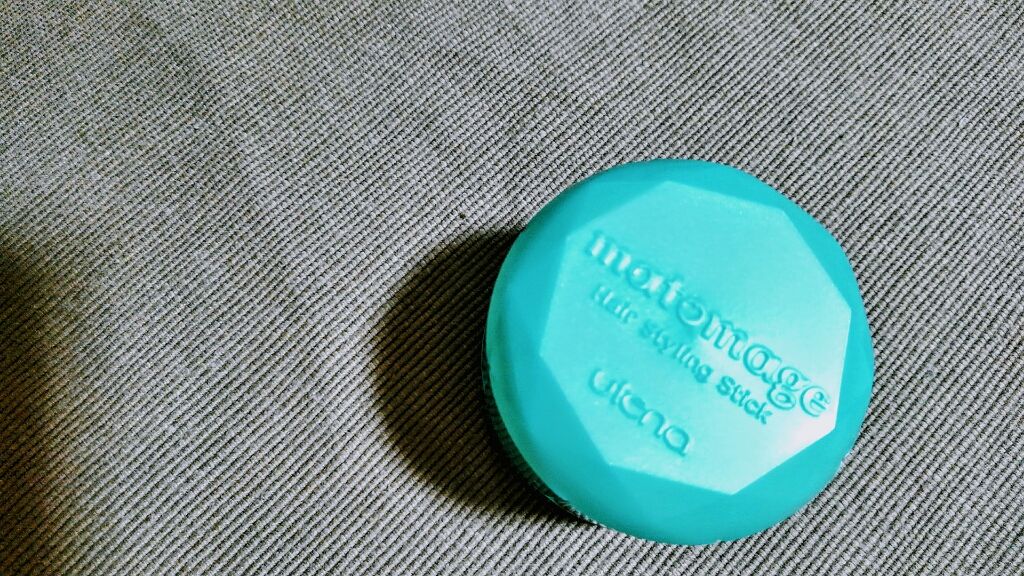 matomage
Hair Styling Stick
utena